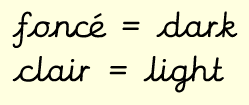 foncé = dark
clair = light